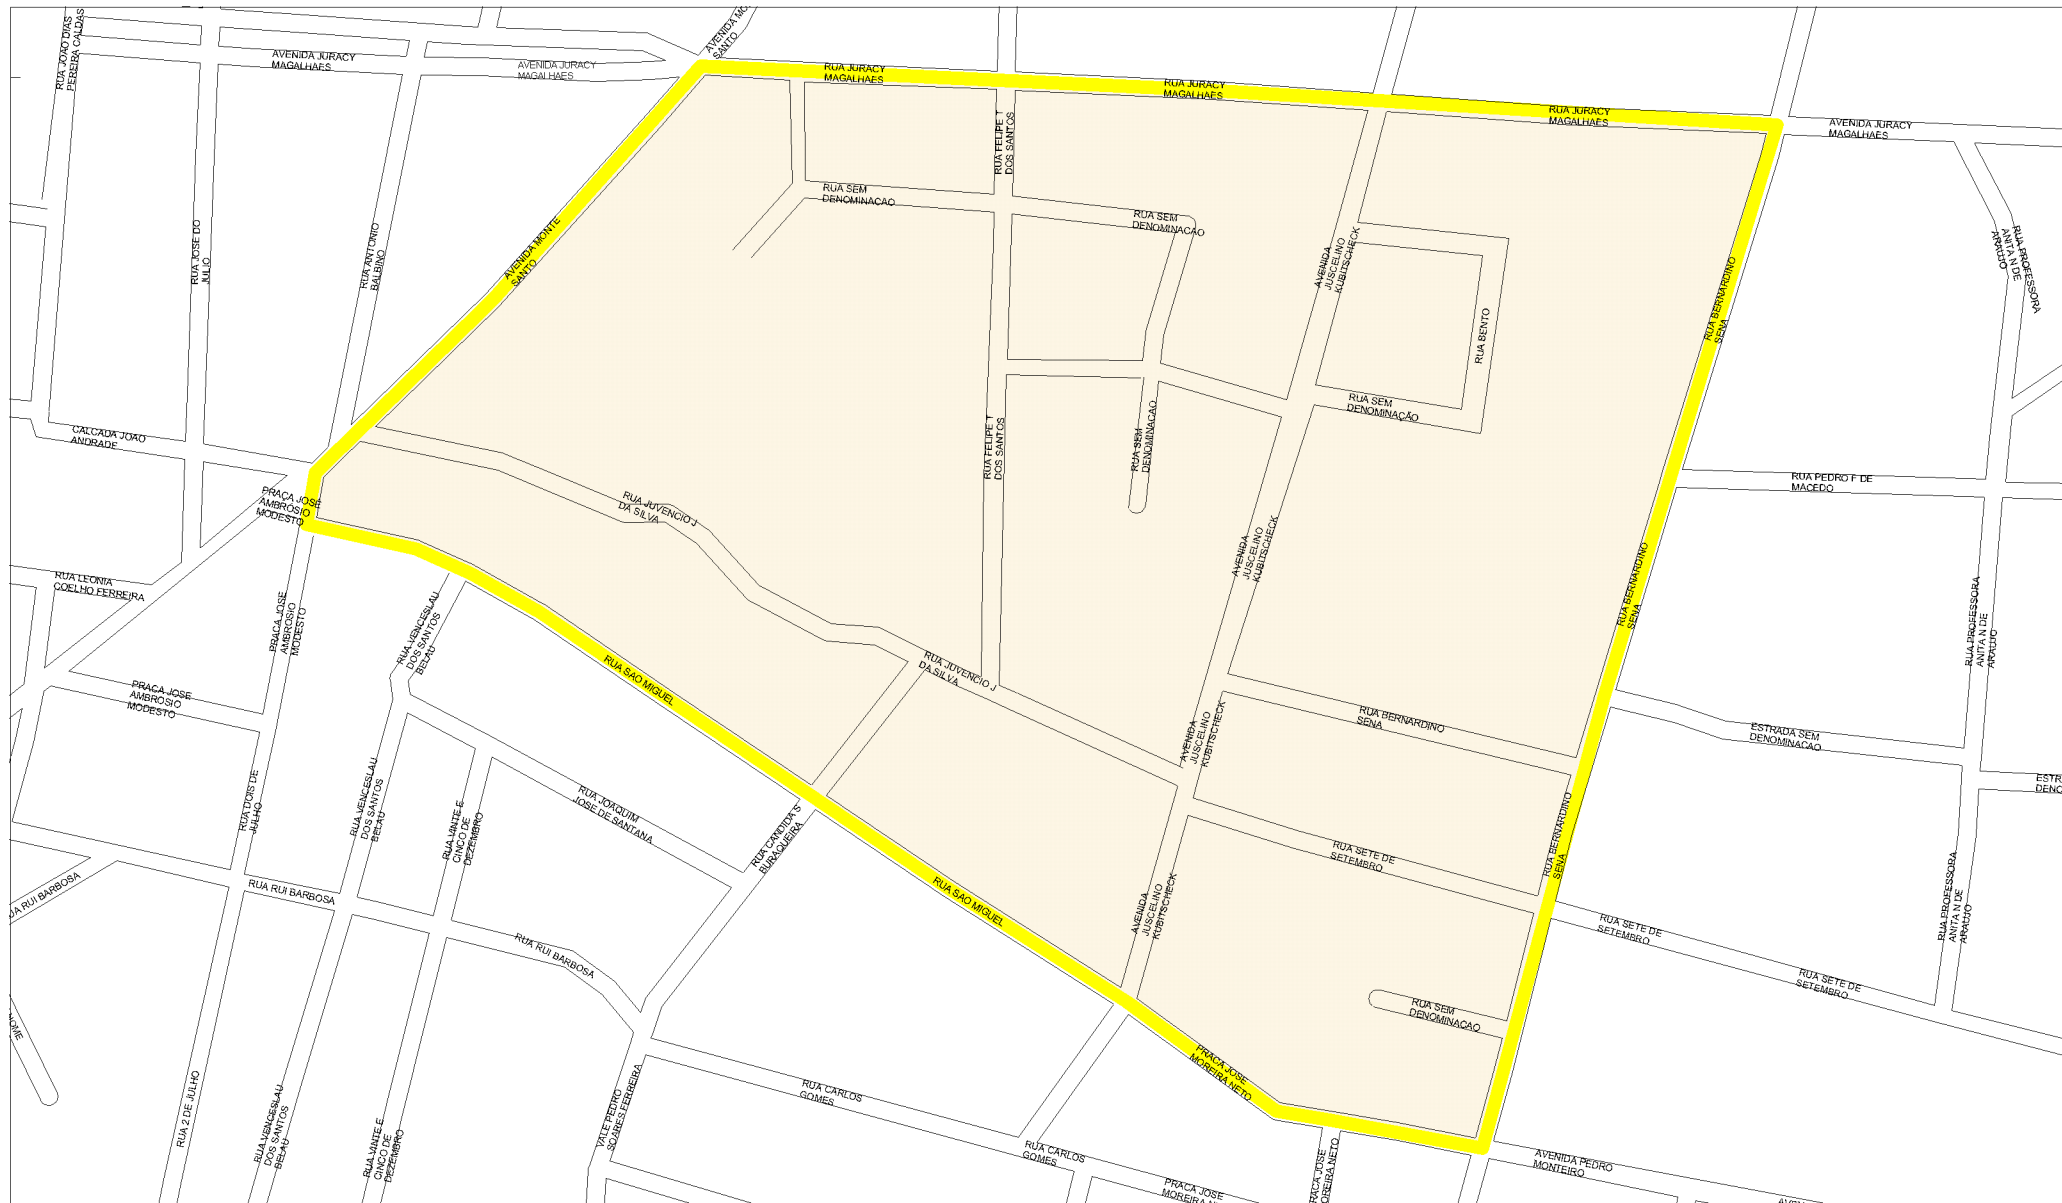 RUA JOAO DIAS
PEREIRA CALDAS
AVENIDA JURACY
MAGALHAES
AVENIDA JURACY
MAGALHAES
SANTO
RUA JURACY
MAGALHAES
RUA JURACY
MAGALHAES
RUA JURACY
MAGALHAES
AVENIDA JURACY
MAGALHAES
RUA FELIPE T
DOS SANTOS
RUA SEM
DENOMINACAO
RUA SEM
DENOMINACAO
RUA JOSE DO
JULIO
RUA ANTONIO
BALBINO
AVENIDA MONTE
SANTO
AVENIDA
JUSCELINO
KUBITSCHECK
RUA BENTO
RUA BERNARDINO
SENA
RUA PROFESSORA
ANITA N DE
ARAUJO
CALCADA JOAO
ANDRADE
RUA FELIPE T
DOS SANTOS
RUA SEM
DENOMINACAO
RUA SEM
DENOMINAÇÃO
PRAÇA JOSE
AMBROSIO
MODESTO
RUA JUVENCIO J
DA SILVA
RUA PEDRO F DE
MACEDO
AVENIDA
JUSCELINO
KUBITSCHECK
RUA BERNARDINO
SENA
RUA LEONIA
COELHO FERREIRA
PRACA JOSE
AMBROSIO
MODESTO
RUA VENCESLAU
DOS SANTOS
BELAU
RUA PROFESSORA
ANITA N DE
ARAUJO
RUA SAO MIGUEL
RUA JUVENCIO J
DA SILVA
PRACA JOSE
AMBROSIO
MODESTO
AVENIDA
JUSCELINO
KUBITSCHECK
RUA BERNARDINO
SENA
ESTRADA SEM
DENOMINACAO
RUA DOIS DE
JULHO
RUA VENCESLAU
DOS SANTOS
BELAU
RUA VINTE E
CINCO DE
DEZEMBRO
RUA JOAQUIM
JOSE DE SANTANA
RUA CANDIDA S
BURAQUEIRA
RUA SETE DE
SETEMBRO
RUA BERNARDINO
SENA
RUA RUI BARBOSA
RUI BARBOSA
RUA SAO MIGUEL
AVENIDA
JUSCELINO
KUBITSCHECK
RUA SETE DE
SETEMBRO
RUA PROFESSORA
ANITA N DE
ARAUJO
RUA RUI BARBOSA
RUA SETE DE
SETEMBRO
RUA SEM
DENOMINACAO
PRACA JOSE
MOREIRA NETO
RUA 2 DE JULHO
RUA VENCESLAU
DOS SANTOS
BELAU
RUA VINTE E
CINCO DE
DEZEMBRO
VALE PEDRO
SOARES FERREIRA
RUA CARLOS
GOMES
RUA CARLOS
GOMES
PRACA JOSE
MOREIRA
JOSE
MOREIRA NETO
AVENIDA PEDRO
MONTEIRO